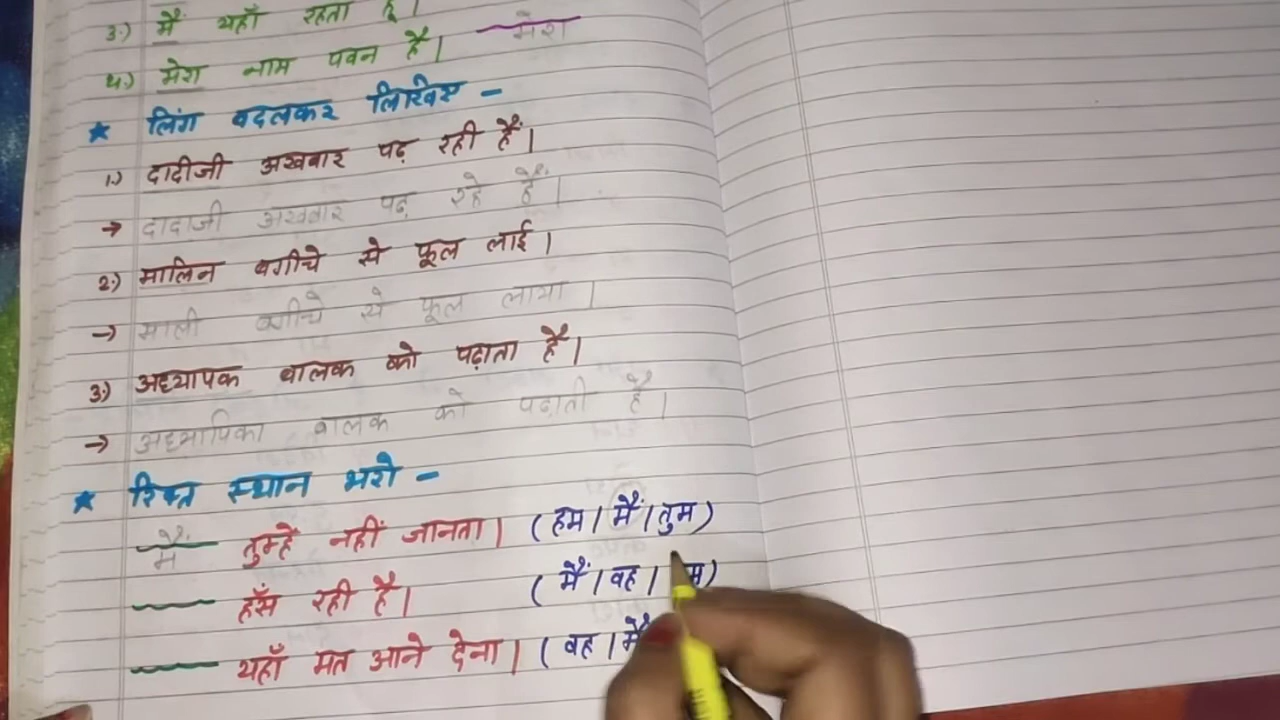 3.) मैं यहाँ रहता हूँ।
4.) मेरा नाम पवन है। मेरा
★ लिंग बदलकर लिखिए -
1.) दादीजी अखबार पढ़ रही हैं।
→ दादाजी अखबार पढ़ रहे हैं।
2.) मालिन बगीचे से फूल लाई।
→ माली बगीचे से फूल लाया।
3.) अध्यापक बालक को पढ़ाता है।
→ अध्यापिका बालक को पढ़ाती है।
★ रिक्त स्थान भरो -
मैं तुम्हें नहीं जानता। (हम।मैं।तुम)
हँस रही है। (मैं।वह।
यहाँ मत आने देना। (वह।